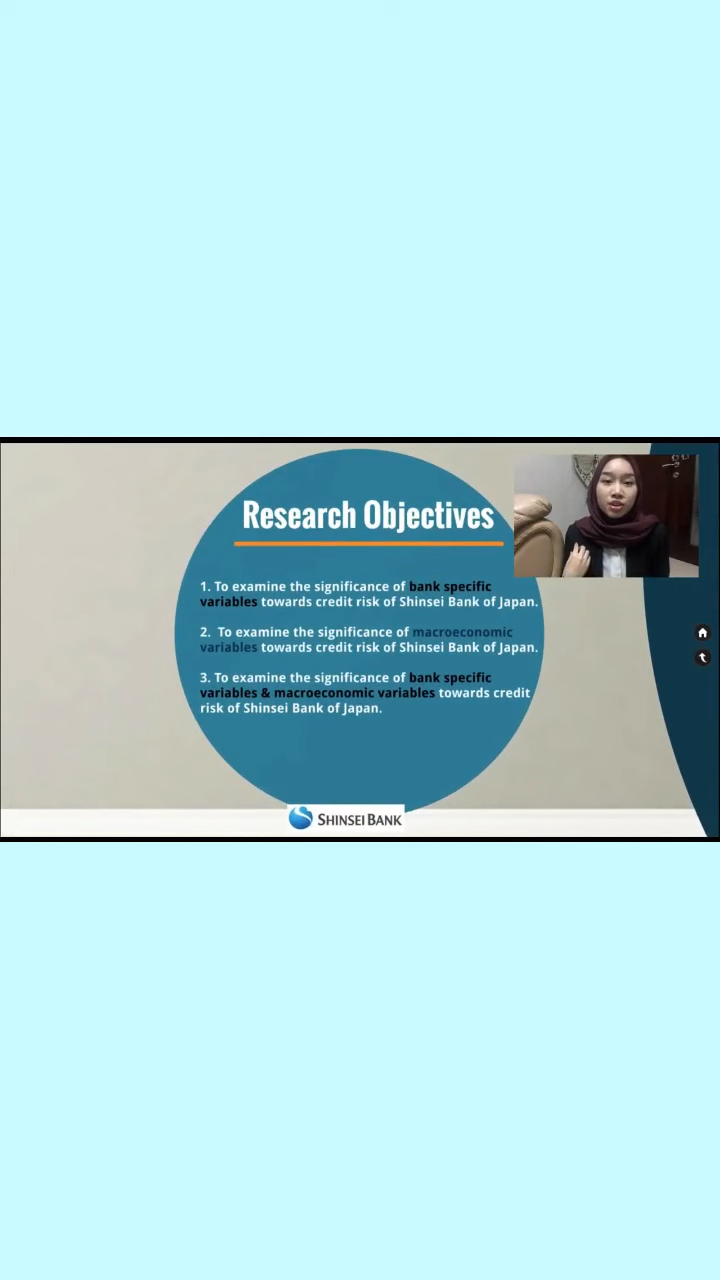 Research Objectives
1. To examine the significance of bank specific
variables towards credit risk of Shinsei Bank of Japan.
2. To examine the significance of macroeconomic
variables towards credit risk of Shinsei Bank of Japan.
3. To examine the significance of bank specific
variables & macroeconomic variables towards credit
risk of Shinsei Bank of Japan.
SHINSEI BANK